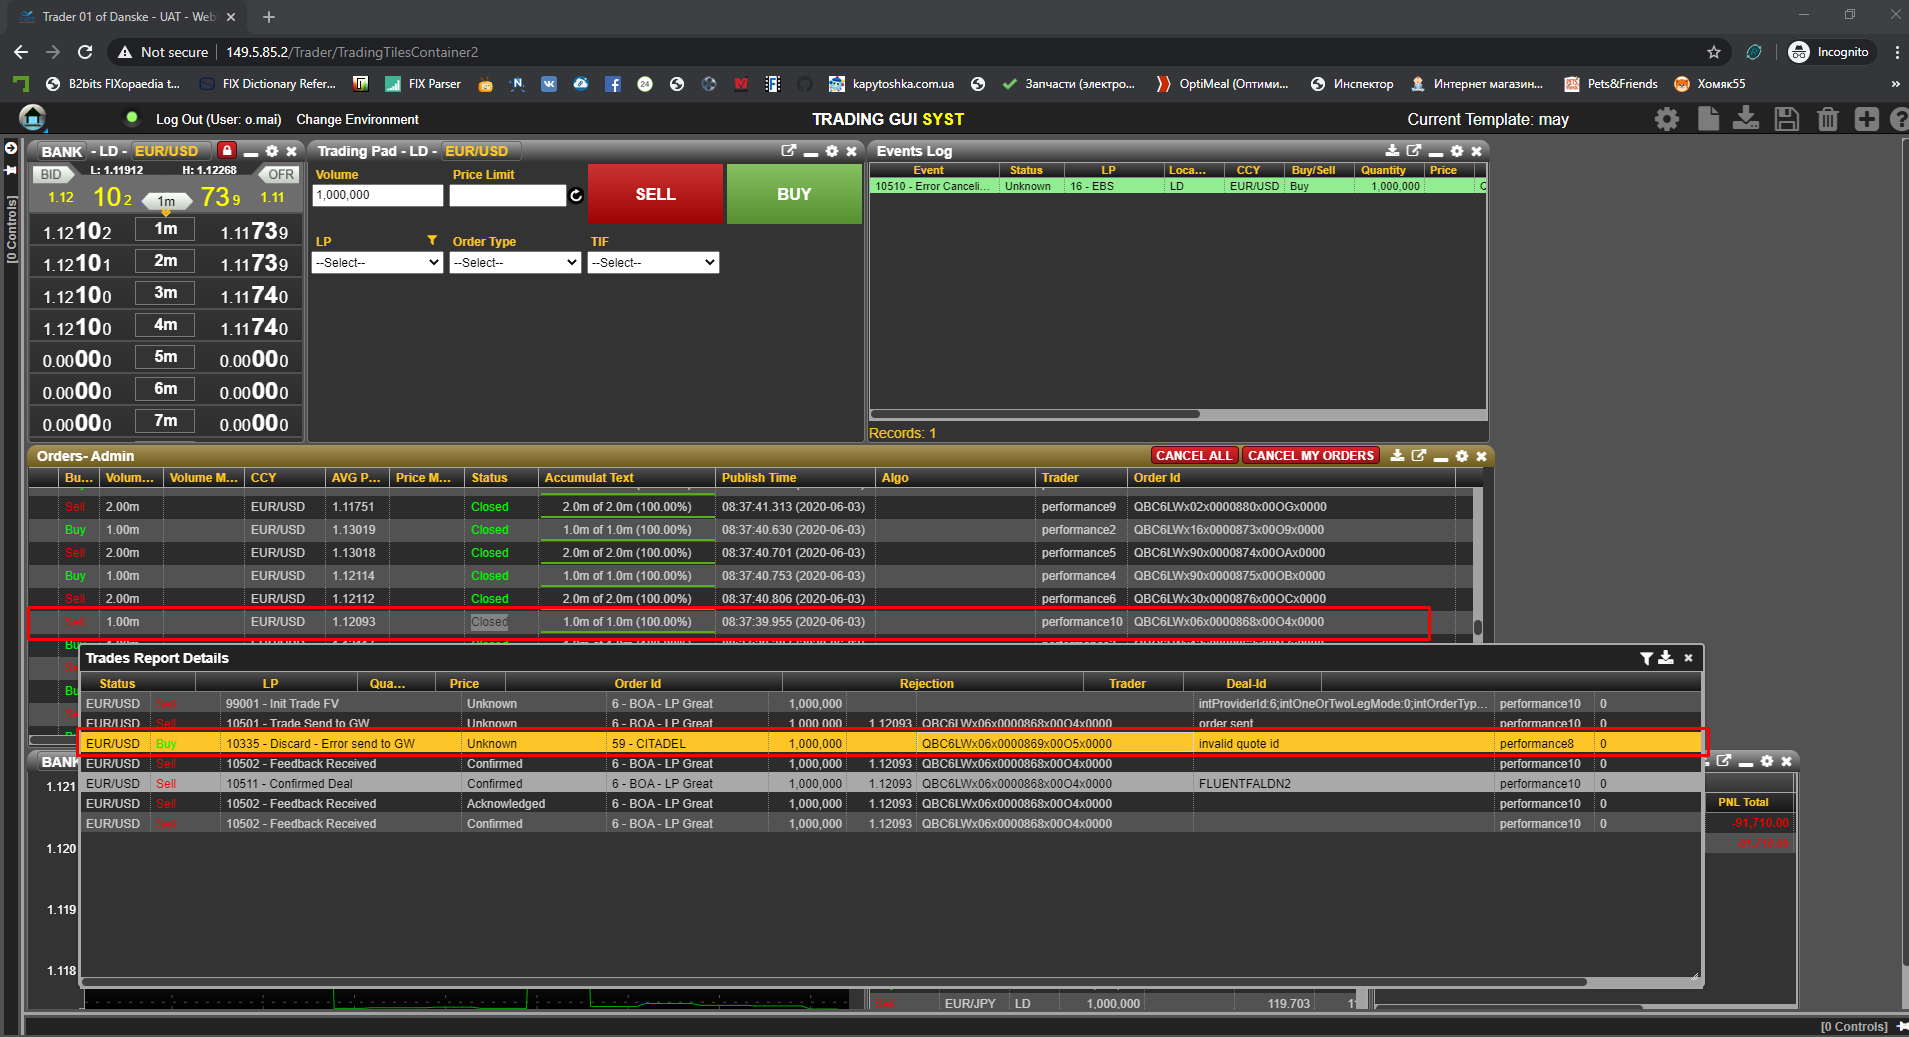 Trader 01 of Danske - UAT - Web
Not secure | 149.5.85.2/Trader/TradingTilesContainer2 Incognito
B2bits FIXopaedia t... FIX Dictionary Refer... FIX Parser 24 kapytoshka.com.ua Запчасти (электро... OptiMeal (Оптими... Инспектор Интернет магазин... Pets&Friends Хомяк55 »
Log Out (User: o.mai) Change Environment TRADING GUI SYST Current Template: may
[0 Controls]
BANK - LD - EUR/USD
BID L: 1.11912 H: 1.12268 OFR
1.12 10 2 1m 73 9 1.11
1.12102 1m 1.11739
1.12101 2m 1.11739
1.12100 3m 1.11740
1.12100 4m 1.11740
0.00000 5m 0.00000
0.00000 6m 0.00000
0.00000 7m 0.00000
Trading Pad - LD - EUR/USD
Volume Price Limit
1,000,000 SELL BUY
LP Order Type TIF
--Select-- --Select-- --Select--
Events Log
Event Status LP Loca... CCY Buy/Sell Quantity Price
10510 - Error Canceli... Unknown 16 - EBS LD EUR/USD Buy 1,000,000
Records: 1
Orders- Admin CANCEL ALL CANCEL MY ORDERS
Bu... Volum... Volume M... CCY AVG P... Price M... Status Accumulat Text Publish Time Algo Trader Order Id
Sell 2.00m EUR/USD 1.11751 Closed 2.0m of 2.0m (100.00%) 08:37:41.313 (2020-06-03) performance9 QBC6LWx02x0000880x00OGx0000
Buy 1.00m EUR/USD 1.13019 Closed 1.0m of 1.0m (100.00%) 08:37:40.630 (2020-06-03) performance2 QBC6LWx16x0000873x00O9x0000
Sell 2.00m EUR/USD 1.13018 Closed 2.0m of 2.0m (100.00%) 08:37:40.701 (2020-06-03) performance5 QBC6LWx90x0000874x00OAx0000
Buy 1.00m EUR/USD 1.12114 Closed 1.0m of 1.0m (100.00%) 08:37:40.753 (2020-06-03) performance4 QBC6LWx90x0000875x00OBx0000
Sell 2.00m EUR/USD 1.12112 Closed 2.0m of 2.0m (100.00%) 08:37:40.806 (2020-06-03) performance6 QBC6LWx30x0000876x00OCx0000
Sell 1.00m EUR/USD 1.12093 Closed 1.0m of 1.0m (100.00%) 08:37:39.955 (2020-06-03) performance10 QBC6LWx06x0000868x00O4x0000
Trades Report Details
Status LP Qua... Price Order Id Rejection Trader Deal-Id
EUR/USD Sell 99001 - Init Trade FV Unknown 6 - BOA - LP Great 1,000,000 intProviderId:6;intOneOrTwoLegMode:0;intOrderTyp... performance10 0
EUR/USD Sell 10501 - Trade Send to GW Unknown 6 - BOA - LP Great 1,000,000 1.12093 QBC6LWx06x0000868x00O4x0000 order sent performance10 0
EUR/USD Buy 10335 - Discard - Error send to GW Unknown 59 - CITADEL 1,000,000 QBC6LWx06x0000869x00O5x0000 invalid quote id performance8 0
EUR/USD Sell 10502 - Feedback Received Confirmed 6 - BOA - LP Great 1,000,000 1.12093 QBC6LWx06x0000868x00O4x0000 performance10 0
EUR/USD Sell 10511 - Confirmed Deal Confirmed 6 - BOA - LP Great 1,000,000 1.12093 QBC6LWx06x0000868x00O4x0000 FLUENTFALDN2 performance10 0
EUR/USD Sell 10502 - Feedback Received Acknowledged 6 - BOA - LP Great 1,000,000 1.12093 QBC6LWx06x0000868x00O4x0000 performance10 0
EUR/USD Sell 10502 - Feedback Received Confirmed 6 - BOA - LP Great 1,000,000 1.12093 QBC6LWx06x0000868x00O4x0000 performance10 0
BANK
1.121
1.120
1.119
1.118
PNL Total
-91,710.00
-91,710.00
Sell EUR/JPY LD 1,000,000 119.703
[0 Controls]